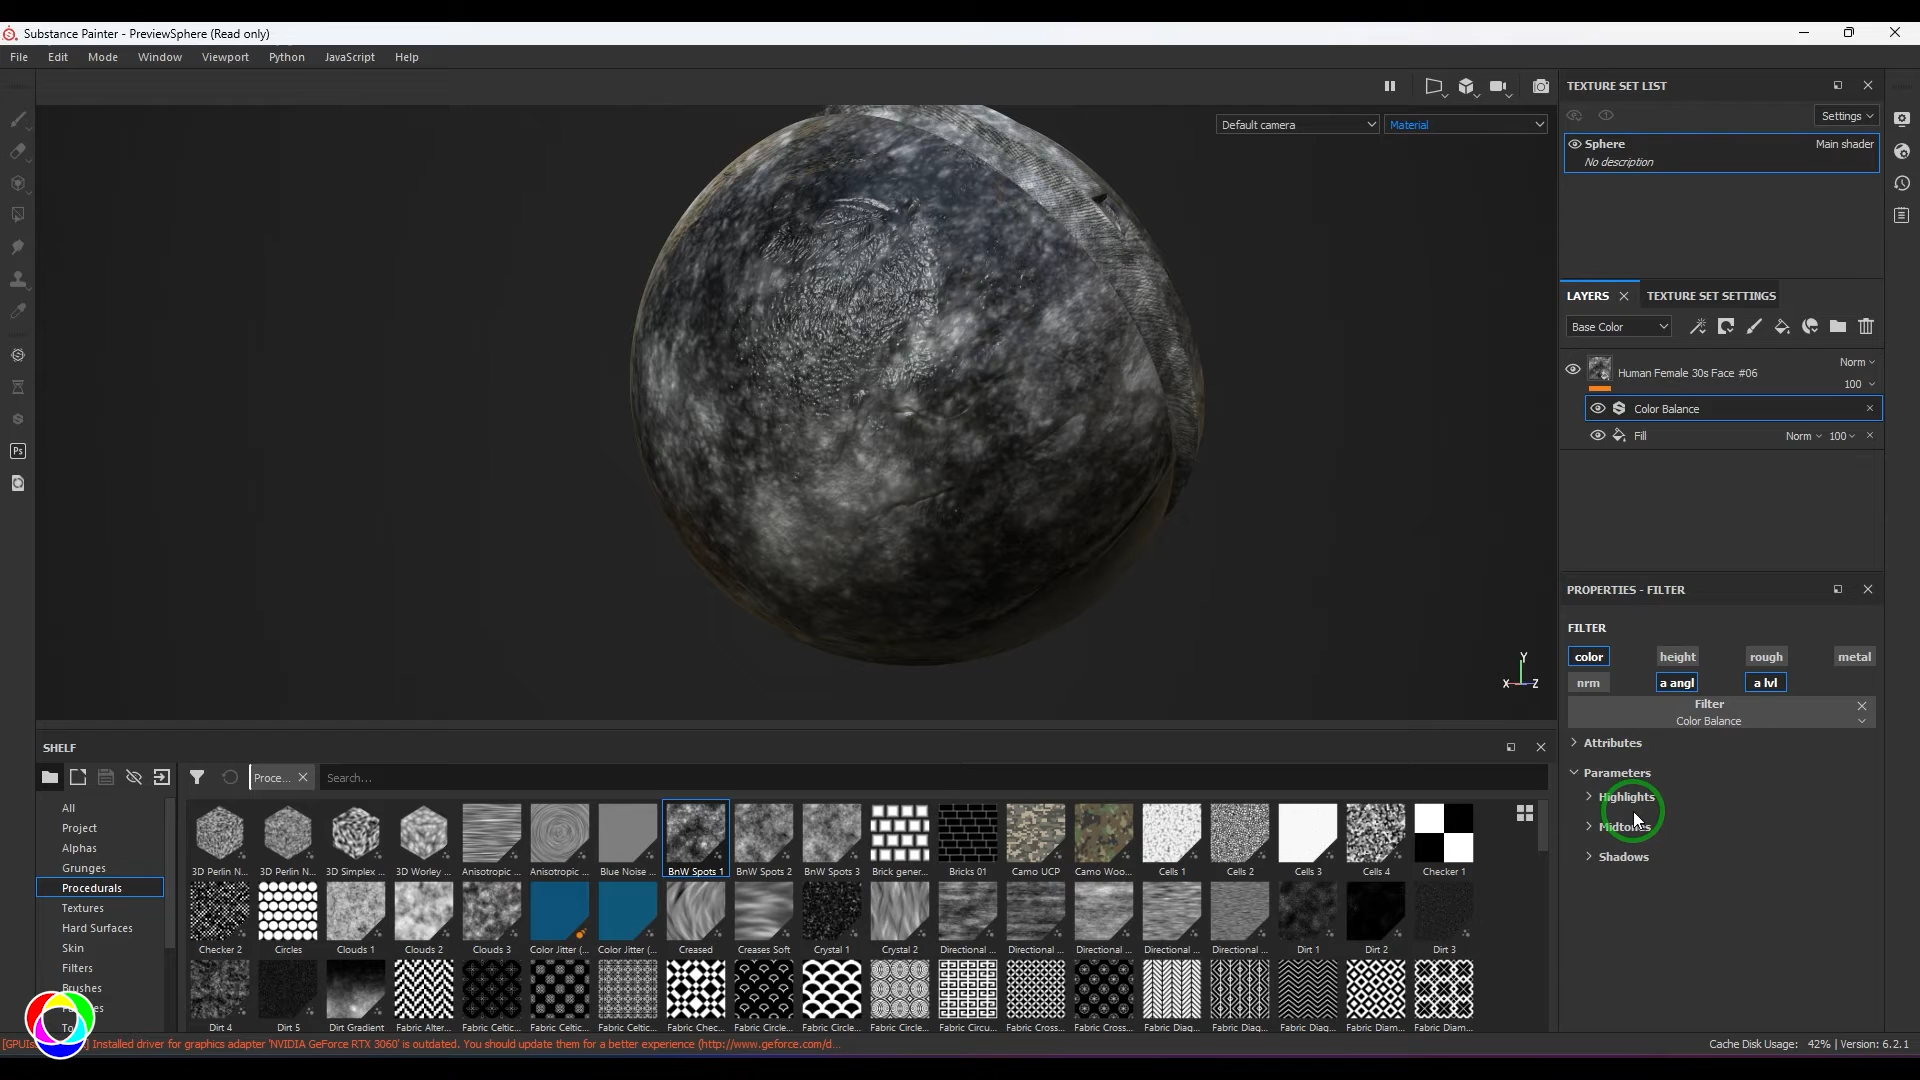 Substance Painter - PreviewSphere (Read only)
File Edit Mode Window Viewport Python JavaScript Help
Default camera Material
TEXTURE SET LIST
Settings
Sphere Main shader
No description
LAYERS TEXTURE SET SETTINGS
Base Color
Norm
Human Female 30s Face #06
100
Color Balance
Fill Norm 100
PROPERTIES - FILTER
FILTER
color height rough metal
nrm a angl a lvl
Filter
Color Balance
Attributes
Parameters
Highlights
Midtones
Shadows
Y
X Z
Ps
SHELF
Proce... Search...
All
Project
Alphas
Grunges
Procedurals
Textures
Hard Surfaces
Skin
Filters
Brushes
3D Perlin N... 3D Perlin N... 3D Simplex ... 3D Worley ... Anisotropic ... Anisotropic ... Blue Noise ... BnW Spots 1 BnW Spots 2 BnW Spots 3 Brick gener... Bricks 01 Camo UCP Camo Woo... Cells 1 Cells 2 Cells 3 Cells 4 Checker 1
Checker 2 Circles Clouds 1 Clouds 2 Clouds 3 Color Jitter (... Color Jitter (... Creased Creases Soft Crystal 1 Crystal 2 Directional ... Directional ... Directional ... Directional ... Directional ... Dirt 1 Dirt 2 Dirt 3
Dirt 4 Dirt 5 Dirt Gradient Fabric Alter... Fabric Celtic... Fabric Celtic... Fabric Celtic... Fabric Chec... Fabric Circle... Fabric Circle... Fabric Circle... Fabric Circu... Fabric Cross... Fabric Cross... Fabric Diag... Fabric Diag... Fabric Diag... Fabric Diam... Fabric Diam...
Installed driver for graphics adapter 'NVIDIA GeForce RTX 3060' is outdated. You should update them for a better experience (http://www.geforce.com/d...
Cache Disk Usage: 42% | Version: 6.2.1